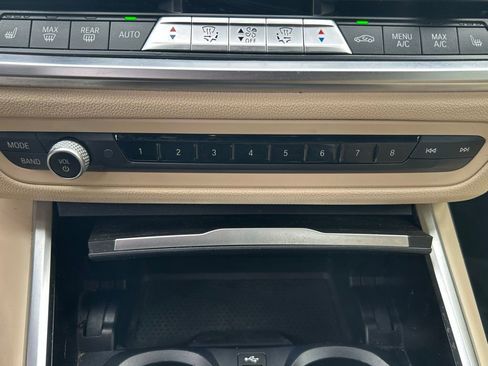 MAX REAR AUTO OFF MENU A/C MAX A/C
MODE
BAND VOL 1 2 3 4 5 6 7 8